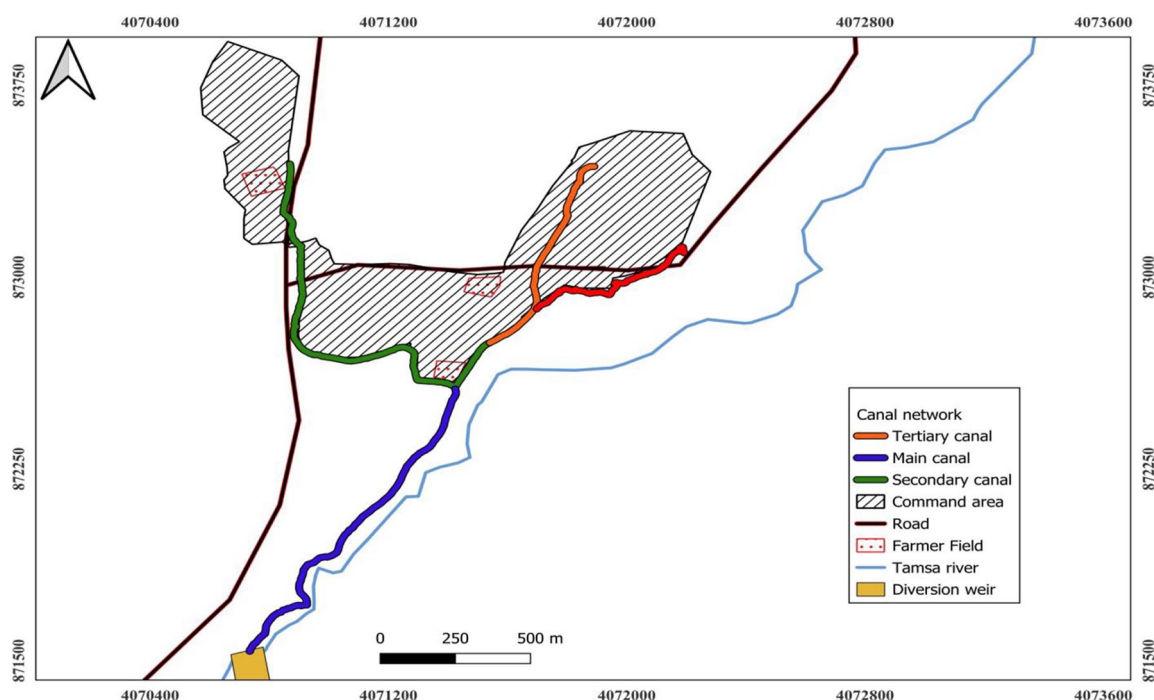 4070400 4071200 4072000 4072800 4073600
873750 873750
873000 873000
872250 872250
871500 871500
Canal network
Tertiary canal
Main canal
Secondary canal
Command area
Road
Farmer Field
Tamsa river
Diversion weir
0 250 500 m
4070400 4071200 4072000 4072800 4073600